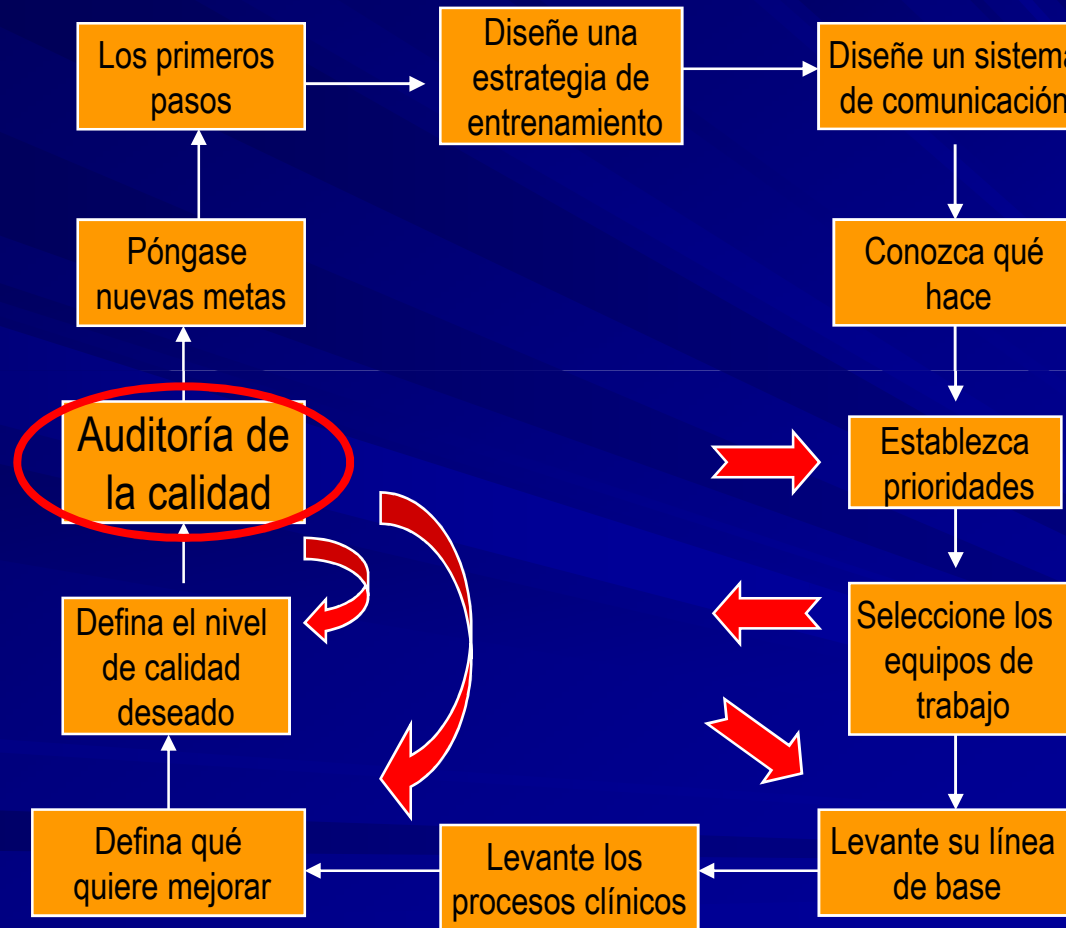 Los primeros
pasos
Diseñe una
estrategia de
entrenamiento
Diseñe un sistema
de comunicación
Conozca qué
hace
Establezca
prioridades
Seleccione los
equipos de
trabajo
Levante su línea
de base
Levante los
procesos clínicos
Defina qué
quiere mejorar
Defina el nivel
de calidad
deseado
Auditoría de
la calidad
Póngase
nuevas metas